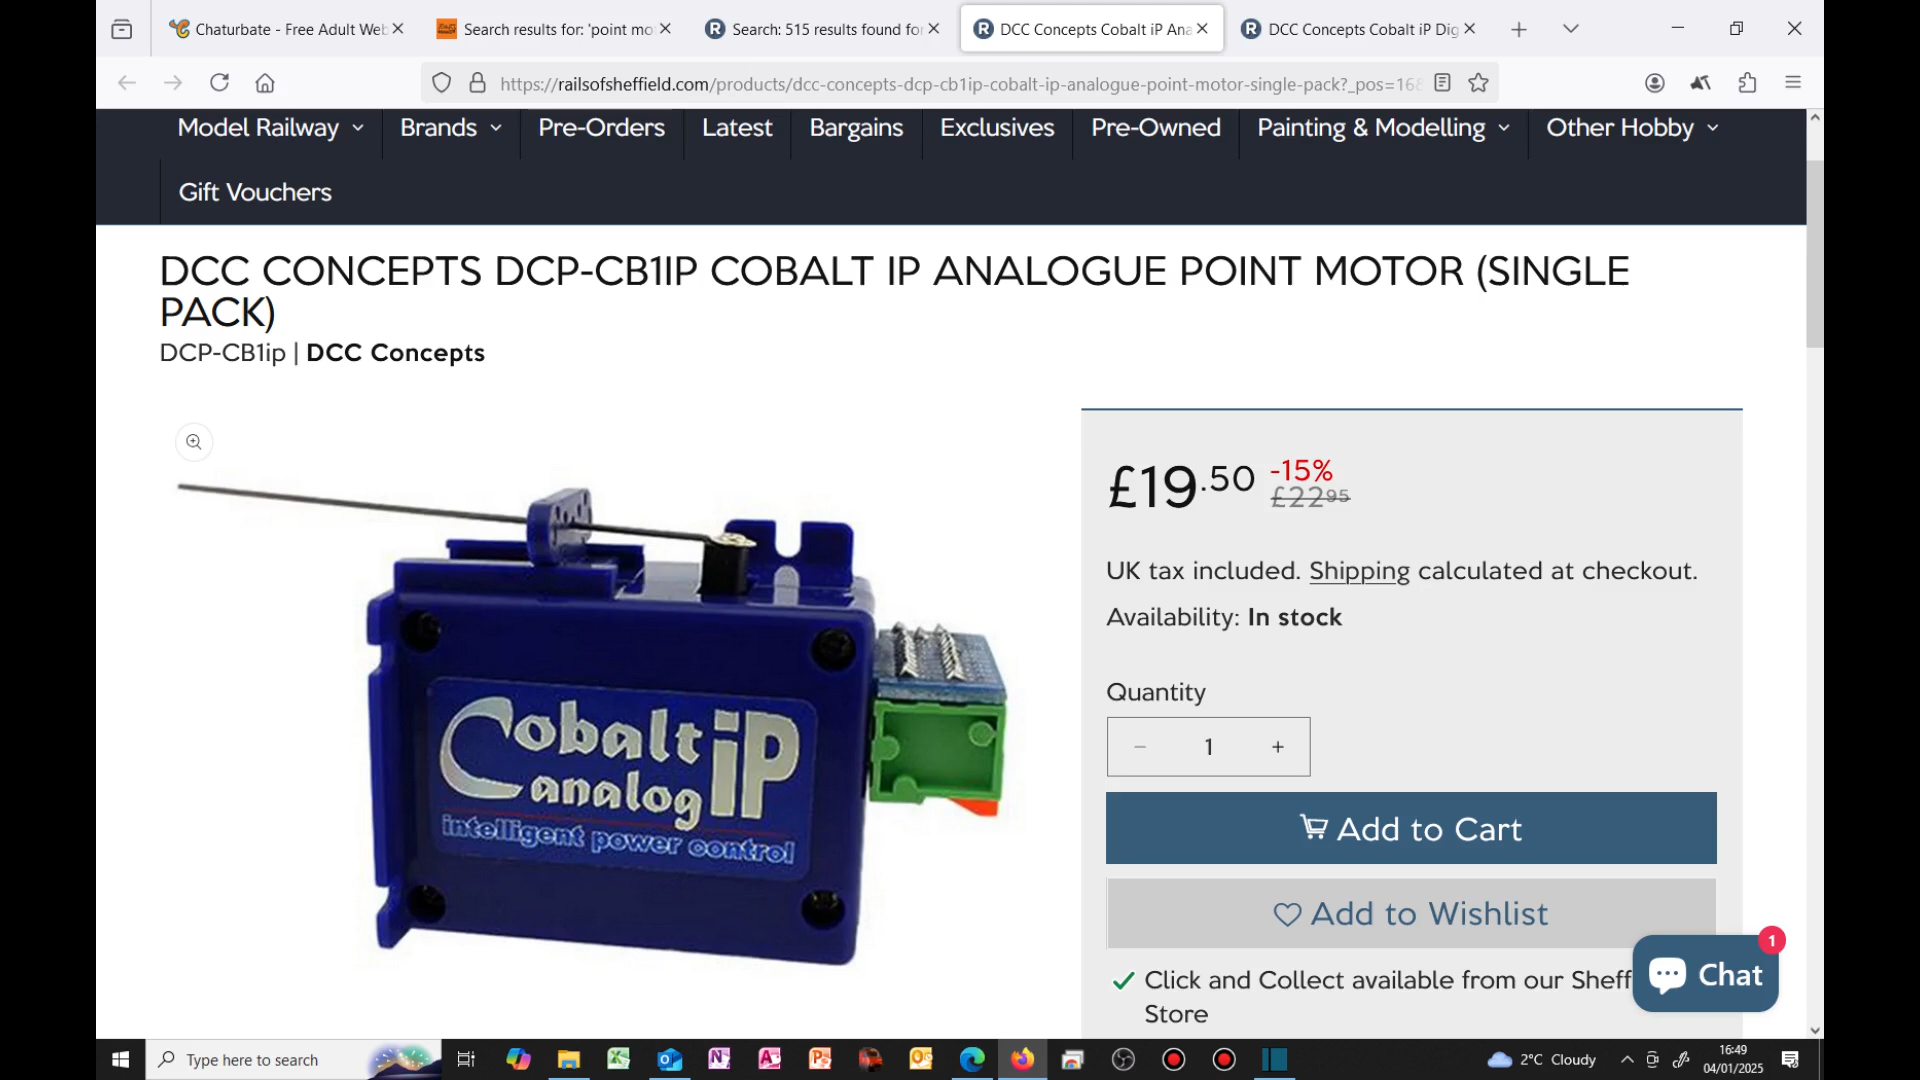 Chaturbate - Free Adult Web
Search results for: 'point mo
Search: 515 results found for
DCC Concepts Cobalt iP Ana
DCC Concepts Cobalt iP Dig
https://railsofsheffield.com/products/dcc-concepts-dcp-cb1ip-cobalt-ip-analogue-point-motor-single-pack?_pos=168
Model Railway Brands Pre-Orders Latest Bargains Exclusives Pre-Owned Painting & Modelling Other Hobby
Gift Vouchers
DCC CONCEPTS DCP-CB1IP COBALT IP ANALOGUE POINT MOTOR (SINGLE
PACK)
DCP-CB1ip | DCC Concepts
Cobalt iP
analog
intelligent power control
£19.50 -15%
£22.95
UK tax included. Shipping calculated at checkout.
Availability: In stock
Quantity
− 1 +
Add to Cart
Add to Wishlist
Click and Collect available from our Sheff
Store
1
Chat
Type here to search
2°C Cloudy
16:49
04/01/2025